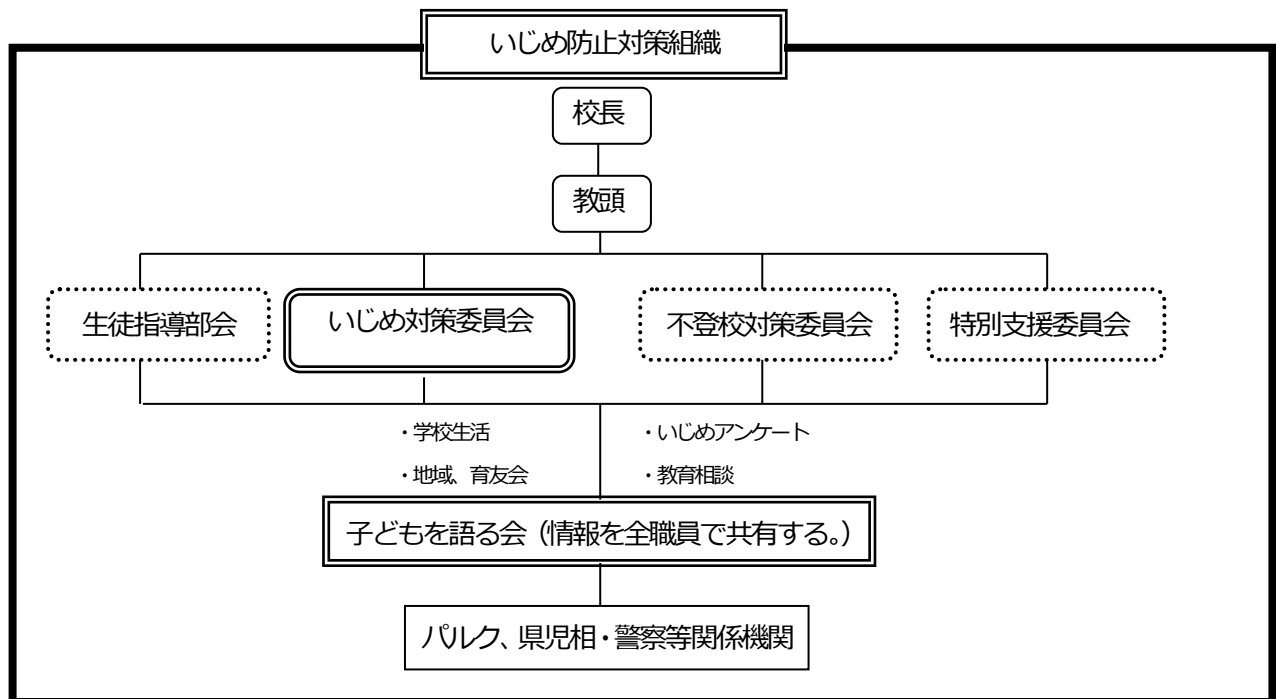 いじめ防止対策組織
校長
教頭
生徒指導部会
いじめ対策委員会
不登校対策委員会
特別支援委員会
・学校生活
・いじめアンケート
・地域、育友会
・教育相談
子どもを語る会（情報を全職員で共有する。）
パルク、県児相・警察等関係機関